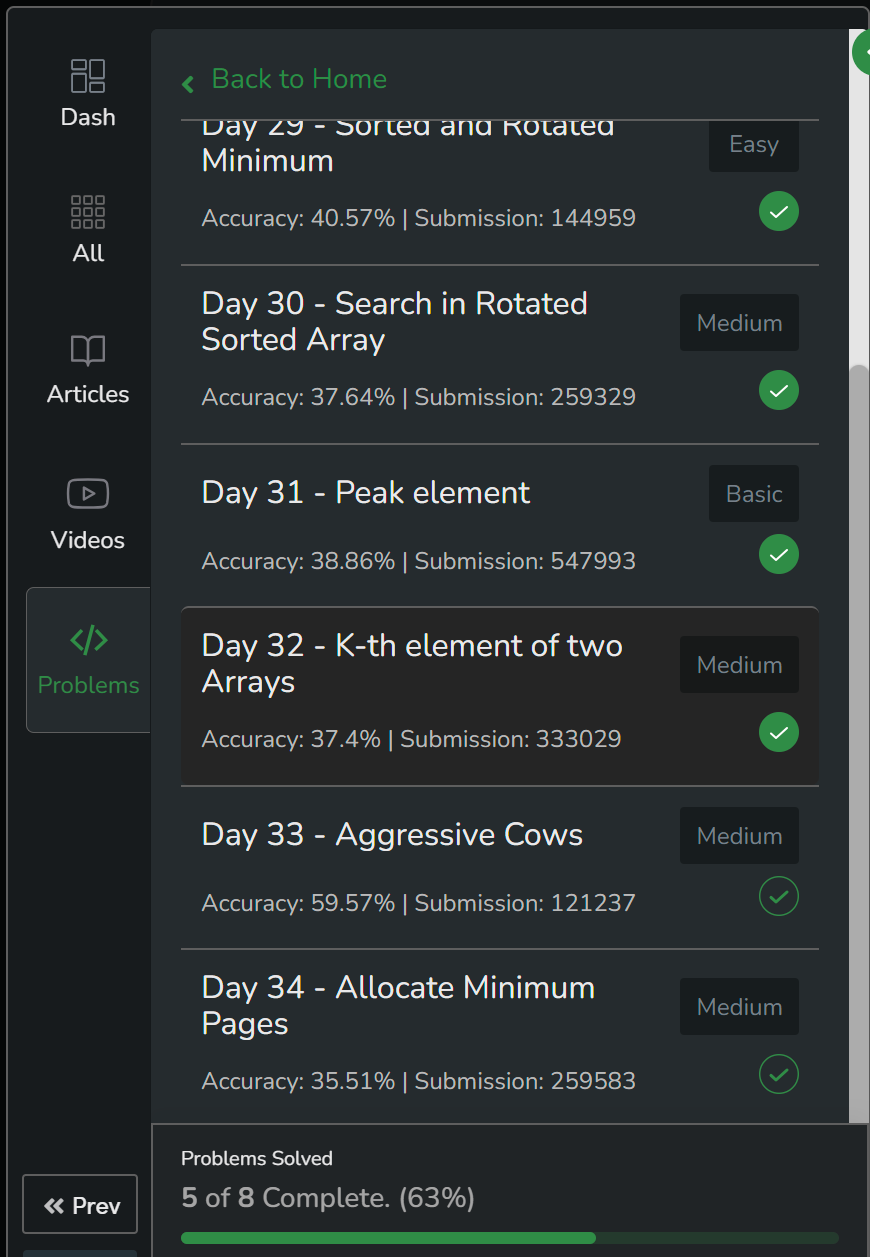 Dash
All
Articles
Videos
</>
Problems
Prev
Back to Home
Day 29 - Sorted and Rotated
Minimum
Easy
Accuracy: 40.57% | Submission: 144959
Day 30 - Search in Rotated
Sorted Array
Medium
Accuracy: 37.64% | Submission: 259329
Day 31 - Peak element
Basic
Accuracy: 38.86% | Submission: 547993
Day 32 - K-th element of two
Arrays
Medium
Accuracy: 37.4% | Submission: 333029
Day 33 - Aggressive Cows
Medium
Accuracy: 59.57% | Submission: 121237
Day 34 - Allocate Minimum
Pages
Medium
Accuracy: 35.51% | Submission: 259583
Problems Solved
5 of 8 Complete. (63%)